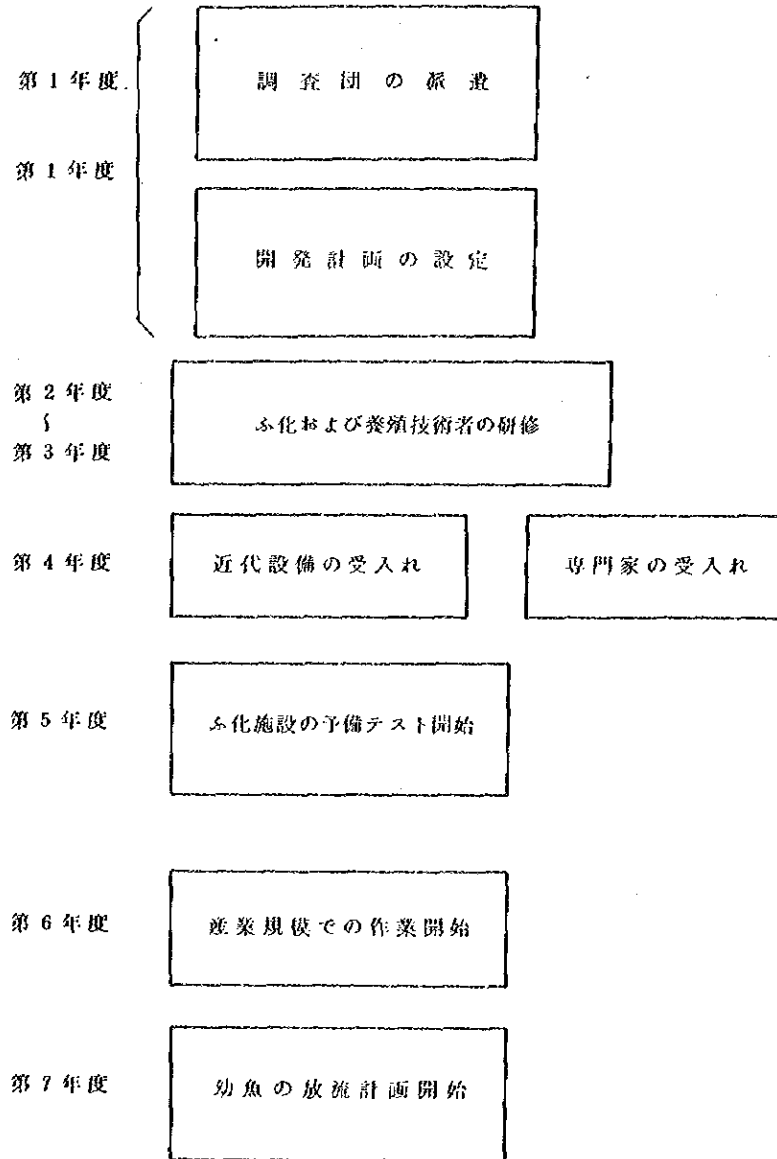 第1年度
調査団の派遣
第1年度
開発計画の設定
第2年度
〜
第3年度
ふ化および養殖技術者の研修
第4年度
近代設備の受入れ
専門家の受入れ
第5年度
ふ化施設の予備テスト開始
第6年度
産業規模での作業開始
第7年度
幼魚の放流計画開始